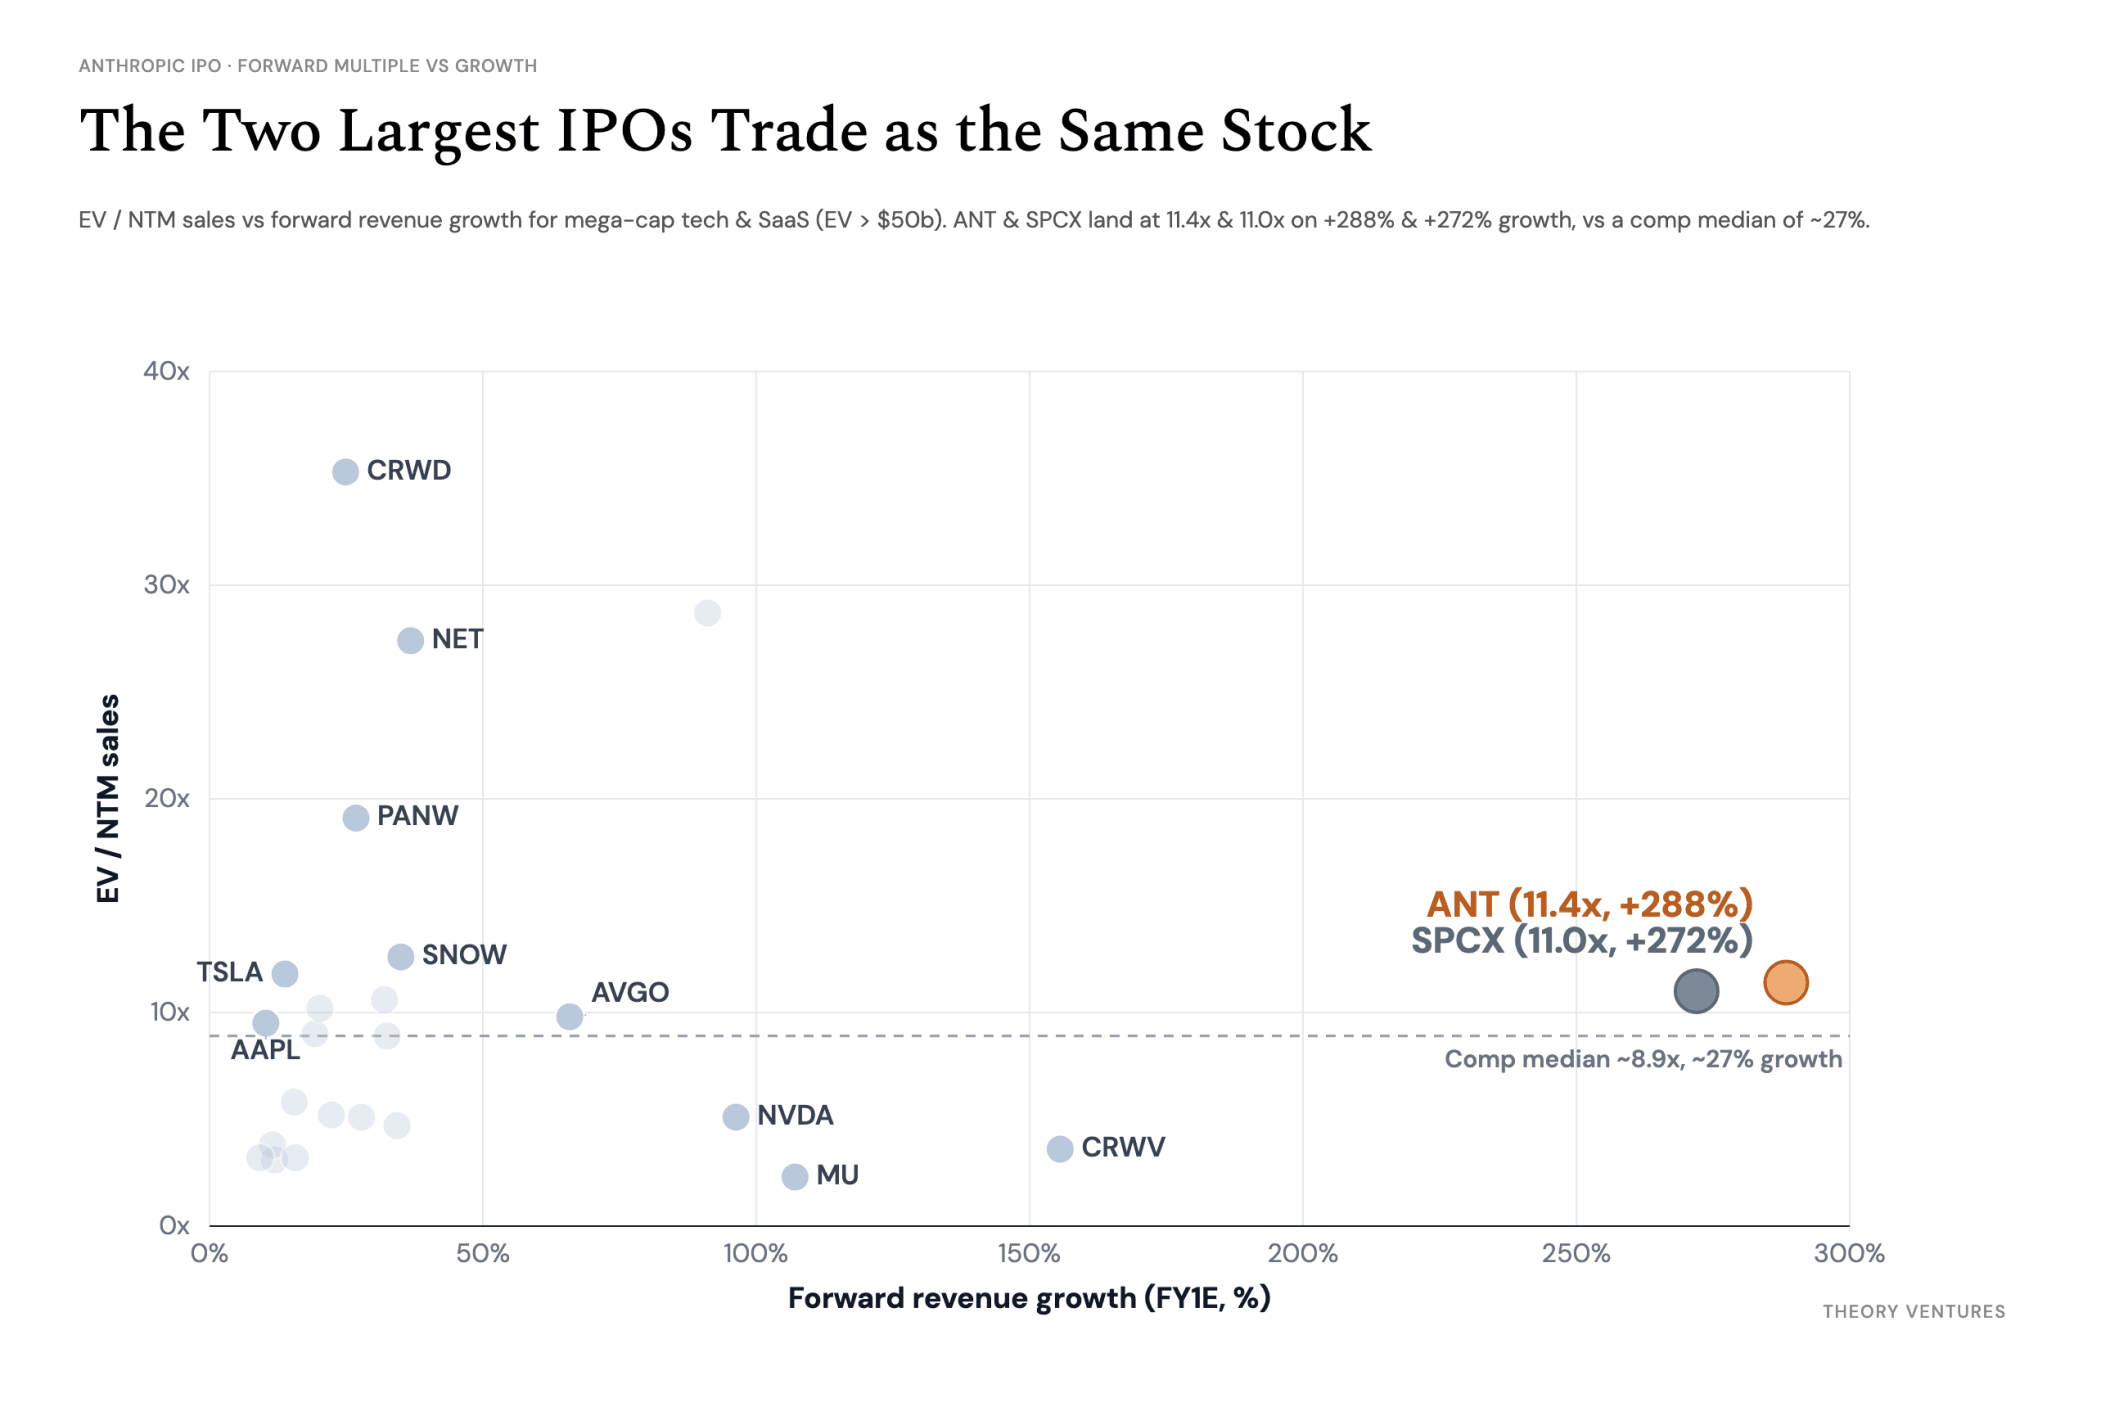 ANTHROPIC IPO · FORWARD MULTIPLE VS GROWTH
The Two Largest IPOs Trade as the Same Stock
EV / NTM sales vs forward revenue growth for mega-cap tech & SaaS (EV > $50b). ANT & SPCX land at 11.4x & 11.0x on +288% & +272% growth, vs a comp median of ~27%.
40x
CRWD
30x
NET
EV / NTM sales
20x
PANW
ANT (11.4x, +288%)
SPCX (11.0x, +272%)
SNOW
TSLA
AVGO
10x
AAPL
Comp median ~8.9x, ~27% growth
NVDA
CRWV
MU
0x
0%
50%
100%
150%
200%
250%
300%
Forward revenue growth (FY1E, %)
THEORY VENTURES